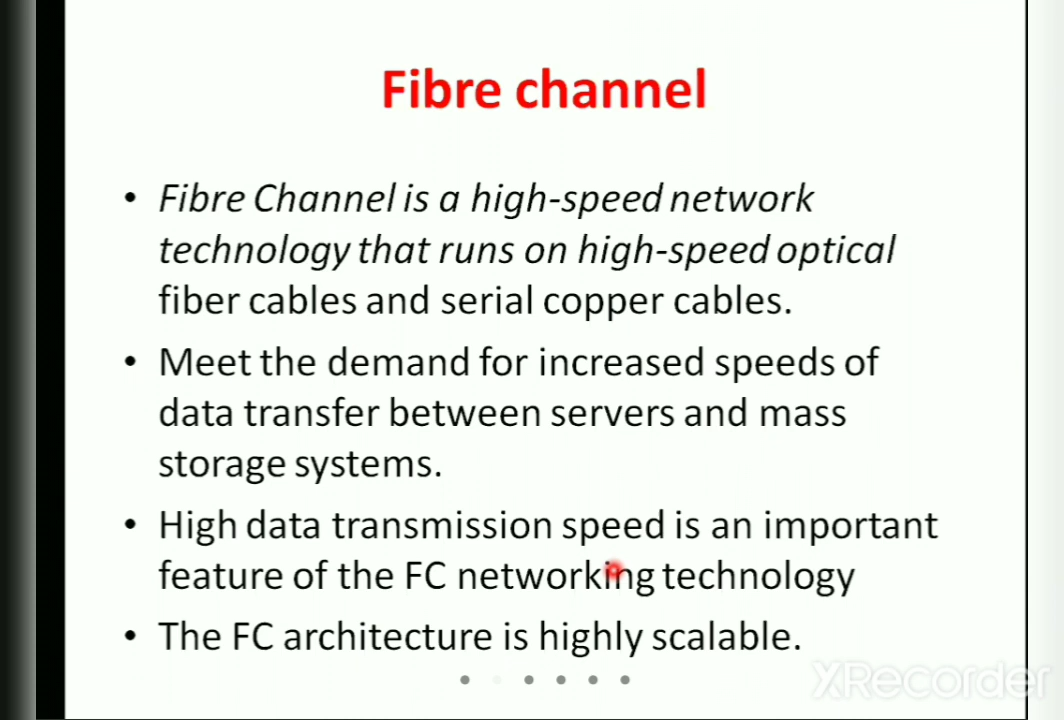 Fibre channel
• Fibre Channel is a high-speed network
technology that runs on high-speed optical
fiber cables and serial copper cables.
• Meet the demand for increased speeds of
data transfer between servers and mass
storage systems.
• High data transmission speed is an important
feature of the FC networking technology
• The FC architecture is highly scalable.
XRecorder